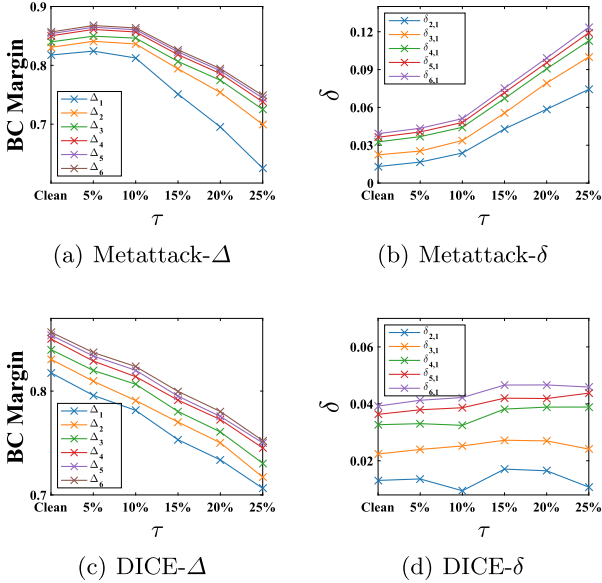 0.9
0.8
0.7
BC Margin
Δ₁
Δ₂
Δ₃
Δ₄
Δ₅
Δ₆
Clean 5% 10% 15% 20% 25%
τ
(a) Metattack-Δ
0.12
0.09
0.06
0.03
0
δ
δ₂,₁
δ₃,₁
δ₄,₁
δ₅,₁
δ₆,₁
Clean 5% 10% 15% 20% 25%
τ
(b) Metattack-δ
0.8
0.7
BC Margin
Δ₁
Δ₂
Δ₃
Δ₄
Δ₅
Δ₆
Clean 5% 10% 15% 20% 25%
τ
(c) DICE-Δ
0.06
0.04
0.02
δ
δ₂,₁
δ₃,₁
δ₄,₁
δ₅,₁
δ₆,₁
Clean 5% 10% 15% 20% 25%
τ
(d) DICE-δ